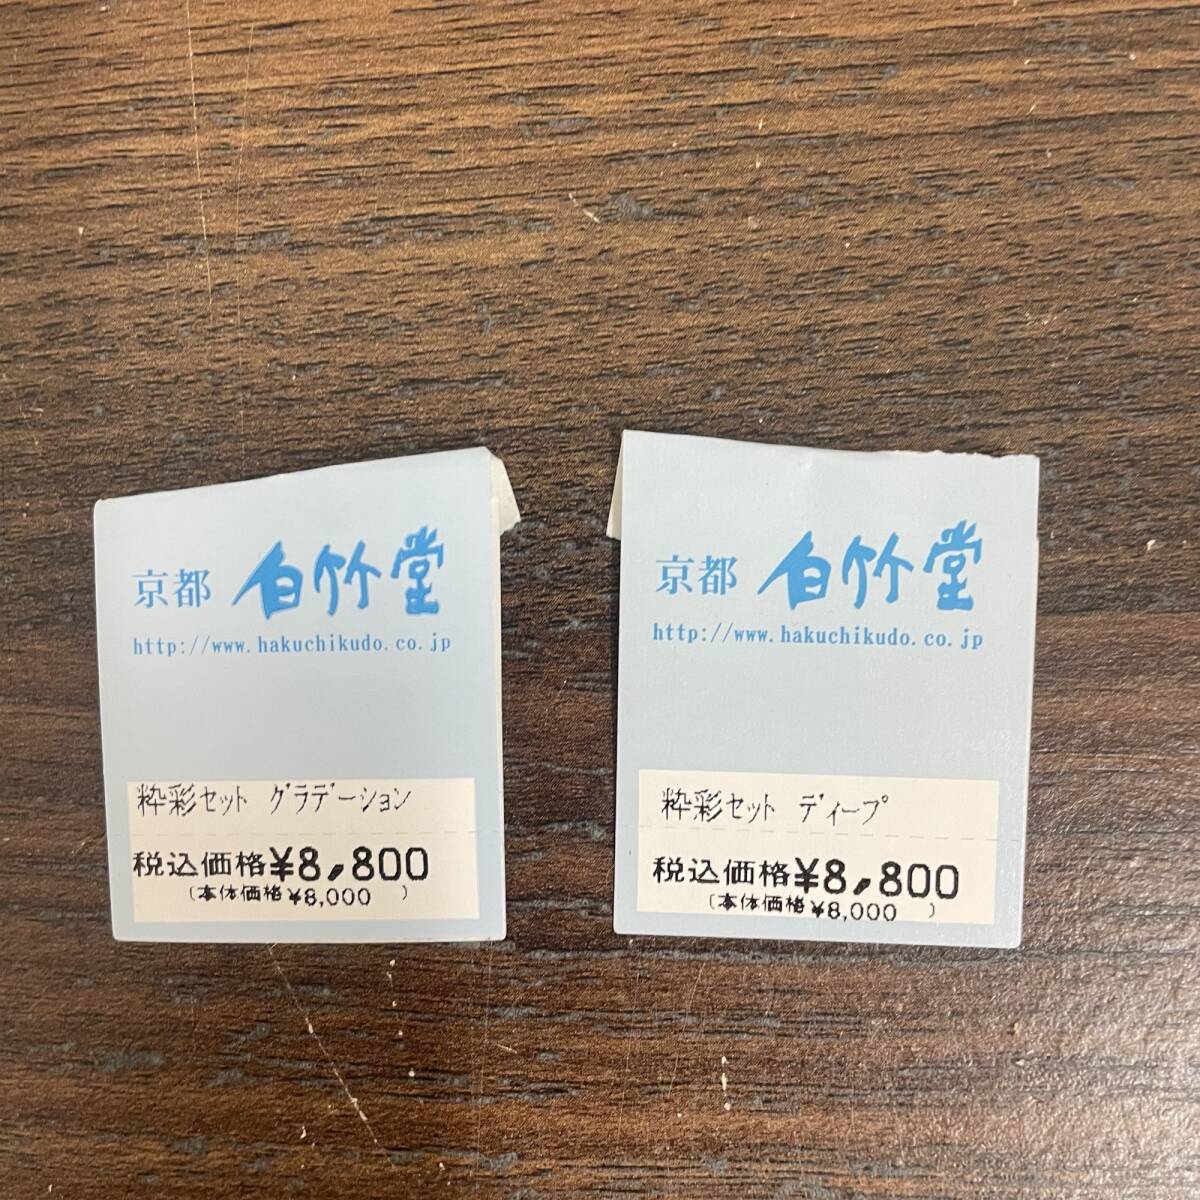 京都 白竹堂
http://www.hakuchikudo.co.jp
粋彩セット グラデーション
税込価格¥8,800
(本体価格¥8,000 )
京都 白竹堂
http://www.hakuchikudo.co.jp
粋彩セット ディープ
税込価格¥8,800
(本体価格¥8,000 )